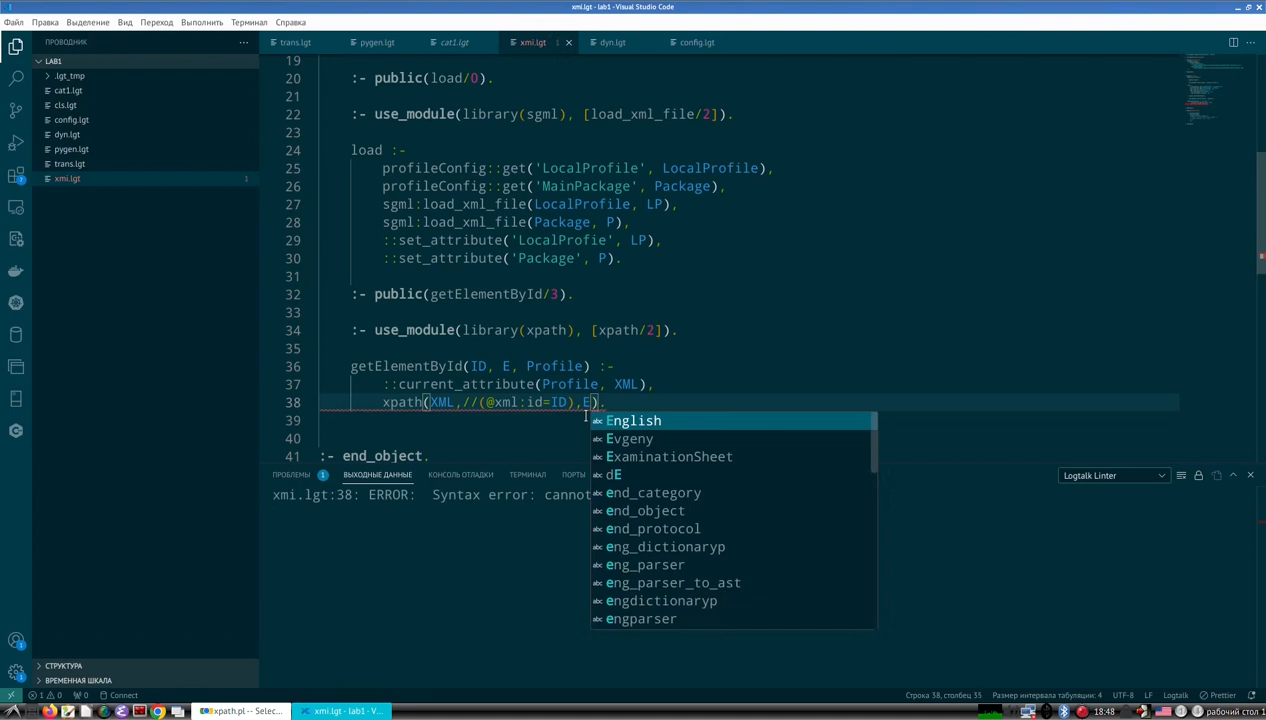 xmi.lgt - lab1 - Visual Studio Code
Файл Правка Выделение Вид Переход Выполнить Терминал Справка
ПРОВОДНИК
trans.lgt pygen.lgt cat1.lgt xmi.lgt 1 dyn.lgt config.lgt
LAB1
.lgt_tmp
cat1.lgt
cls.lgt
config.lgt
dyn.lgt
pygen.lgt
trans.lgt
xmi.lgt 1
19
20 :- public(load/0).
21
22 :- use_module(library(sgml), [load_xml_file/2]).
23
24 load :-
25 profileConfig::get('LocalProfile', LocalProfile),
26 profileConfig::get('MainPackage', Package),
27 sgml:load_xml_file(LocalProfile, LP),
28 sgml:load_xml_file(Package, P),
29 ::set_attribute('LocalProfie', LP),
30 ::set_attribute('Package', P).
31
32 :- public(getElementById/3).
33
34 :- use_module(library(xpath), [xpath/2]).
35
36 getElementById(ID, E, Profile) :-
37 ::current_attribute(Profile, XML),
38 xpath(XML,//(@xml:id=ID),E).
39
40
41 :- end_object.
English
Evgeny
ExaminationSheet
dE
end_category
end_object
end_protocol
eng_dictionaryp
eng_parser
eng_parser_to_ast
engdictionaryp
engparser
ПРОБЛЕМЫ 1 ВЫХОДНЫЕ ДАННЫЕ КОНСОЛЬ ОТЛАДКИ ТЕРМИНАЛ ПОРТЫ Logtalk Linter
xmi.lgt:38: ERROR: Syntax error: cannot
СТРУКТУРА
ВРЕМЕННАЯ ШКАЛА
1 0 0 Connect Строка 38, столбец 35 Размер интервала табуляции: 4 UTF-8 LF Logtalk Prettier
xpath.pl -- Selec... xmi.lgt - lab1 - V... 18:48 рабочий стол 1